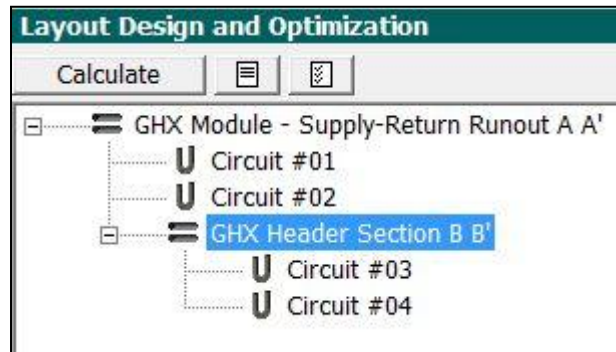 Layout Design and Optimization
Calculate
GHX Module - Supply-Return Runout A A'
Circuit #01
Circuit #02
GHX Header Section B B'
Circuit #03
Circuit #04